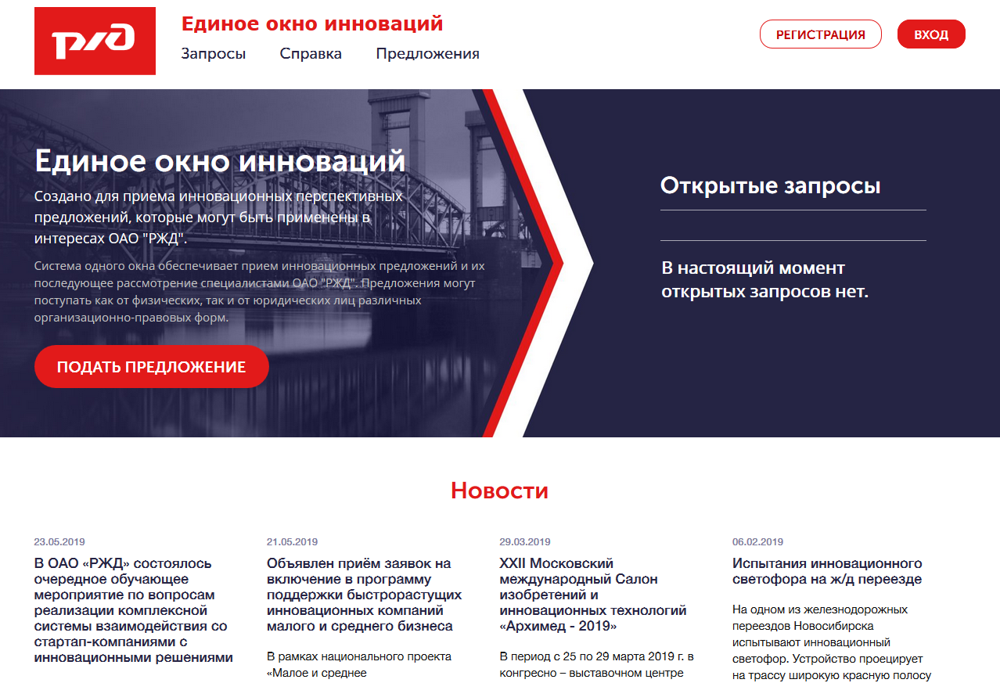 ржд
Единое окно инноваций
Запросы Справка Предложения
РЕГИСТРАЦИЯ
ВХОД
Единое окно инноваций
Создано для приема инновационных перспективных
предложений, которые могут быть применены в
интересах ОАО "РЖД".
Система одного окна обеспечивает прием инновационных предложений и их
последующее рассмотрение специалистами ОАО "РЖД". Предложения могут
поступать как от физических, так и от юридических лиц различных
организационно-правовых форм.
ПОДАТЬ ПРЕДЛОЖЕНИЕ
Открытые запросы
В настоящий момент
открытых запросов нет.
Новости
23.05.2019
В ОАО «РЖД» состоялось
очередное обучающее
мероприятие по вопросам
реализации комплексной
системы взаимодействия со
стартап-компаниями с
инновационными решениями
21.05.2019
Объявлен приём заявок на
включение в программу
поддержки быстрорастущих
инновационных компаний
малого и среднего бизнеса
В рамках национального проекта
«Малое и среднее
29.03.2019
XXII Московский
международный Салон
изобретений и
инновационных технологий
«Архимед - 2019»
В период с 25 по 29 марта 2019 г. в
конгресно – выставочном центре
06.02.2019
Испытания инновационного
светофора на ж/д переезде
На одном из железнодорожных
переездов Новосибирска
испытывают инновационный
светофор. Устройство проецирует
на трассу широкую красную полосу